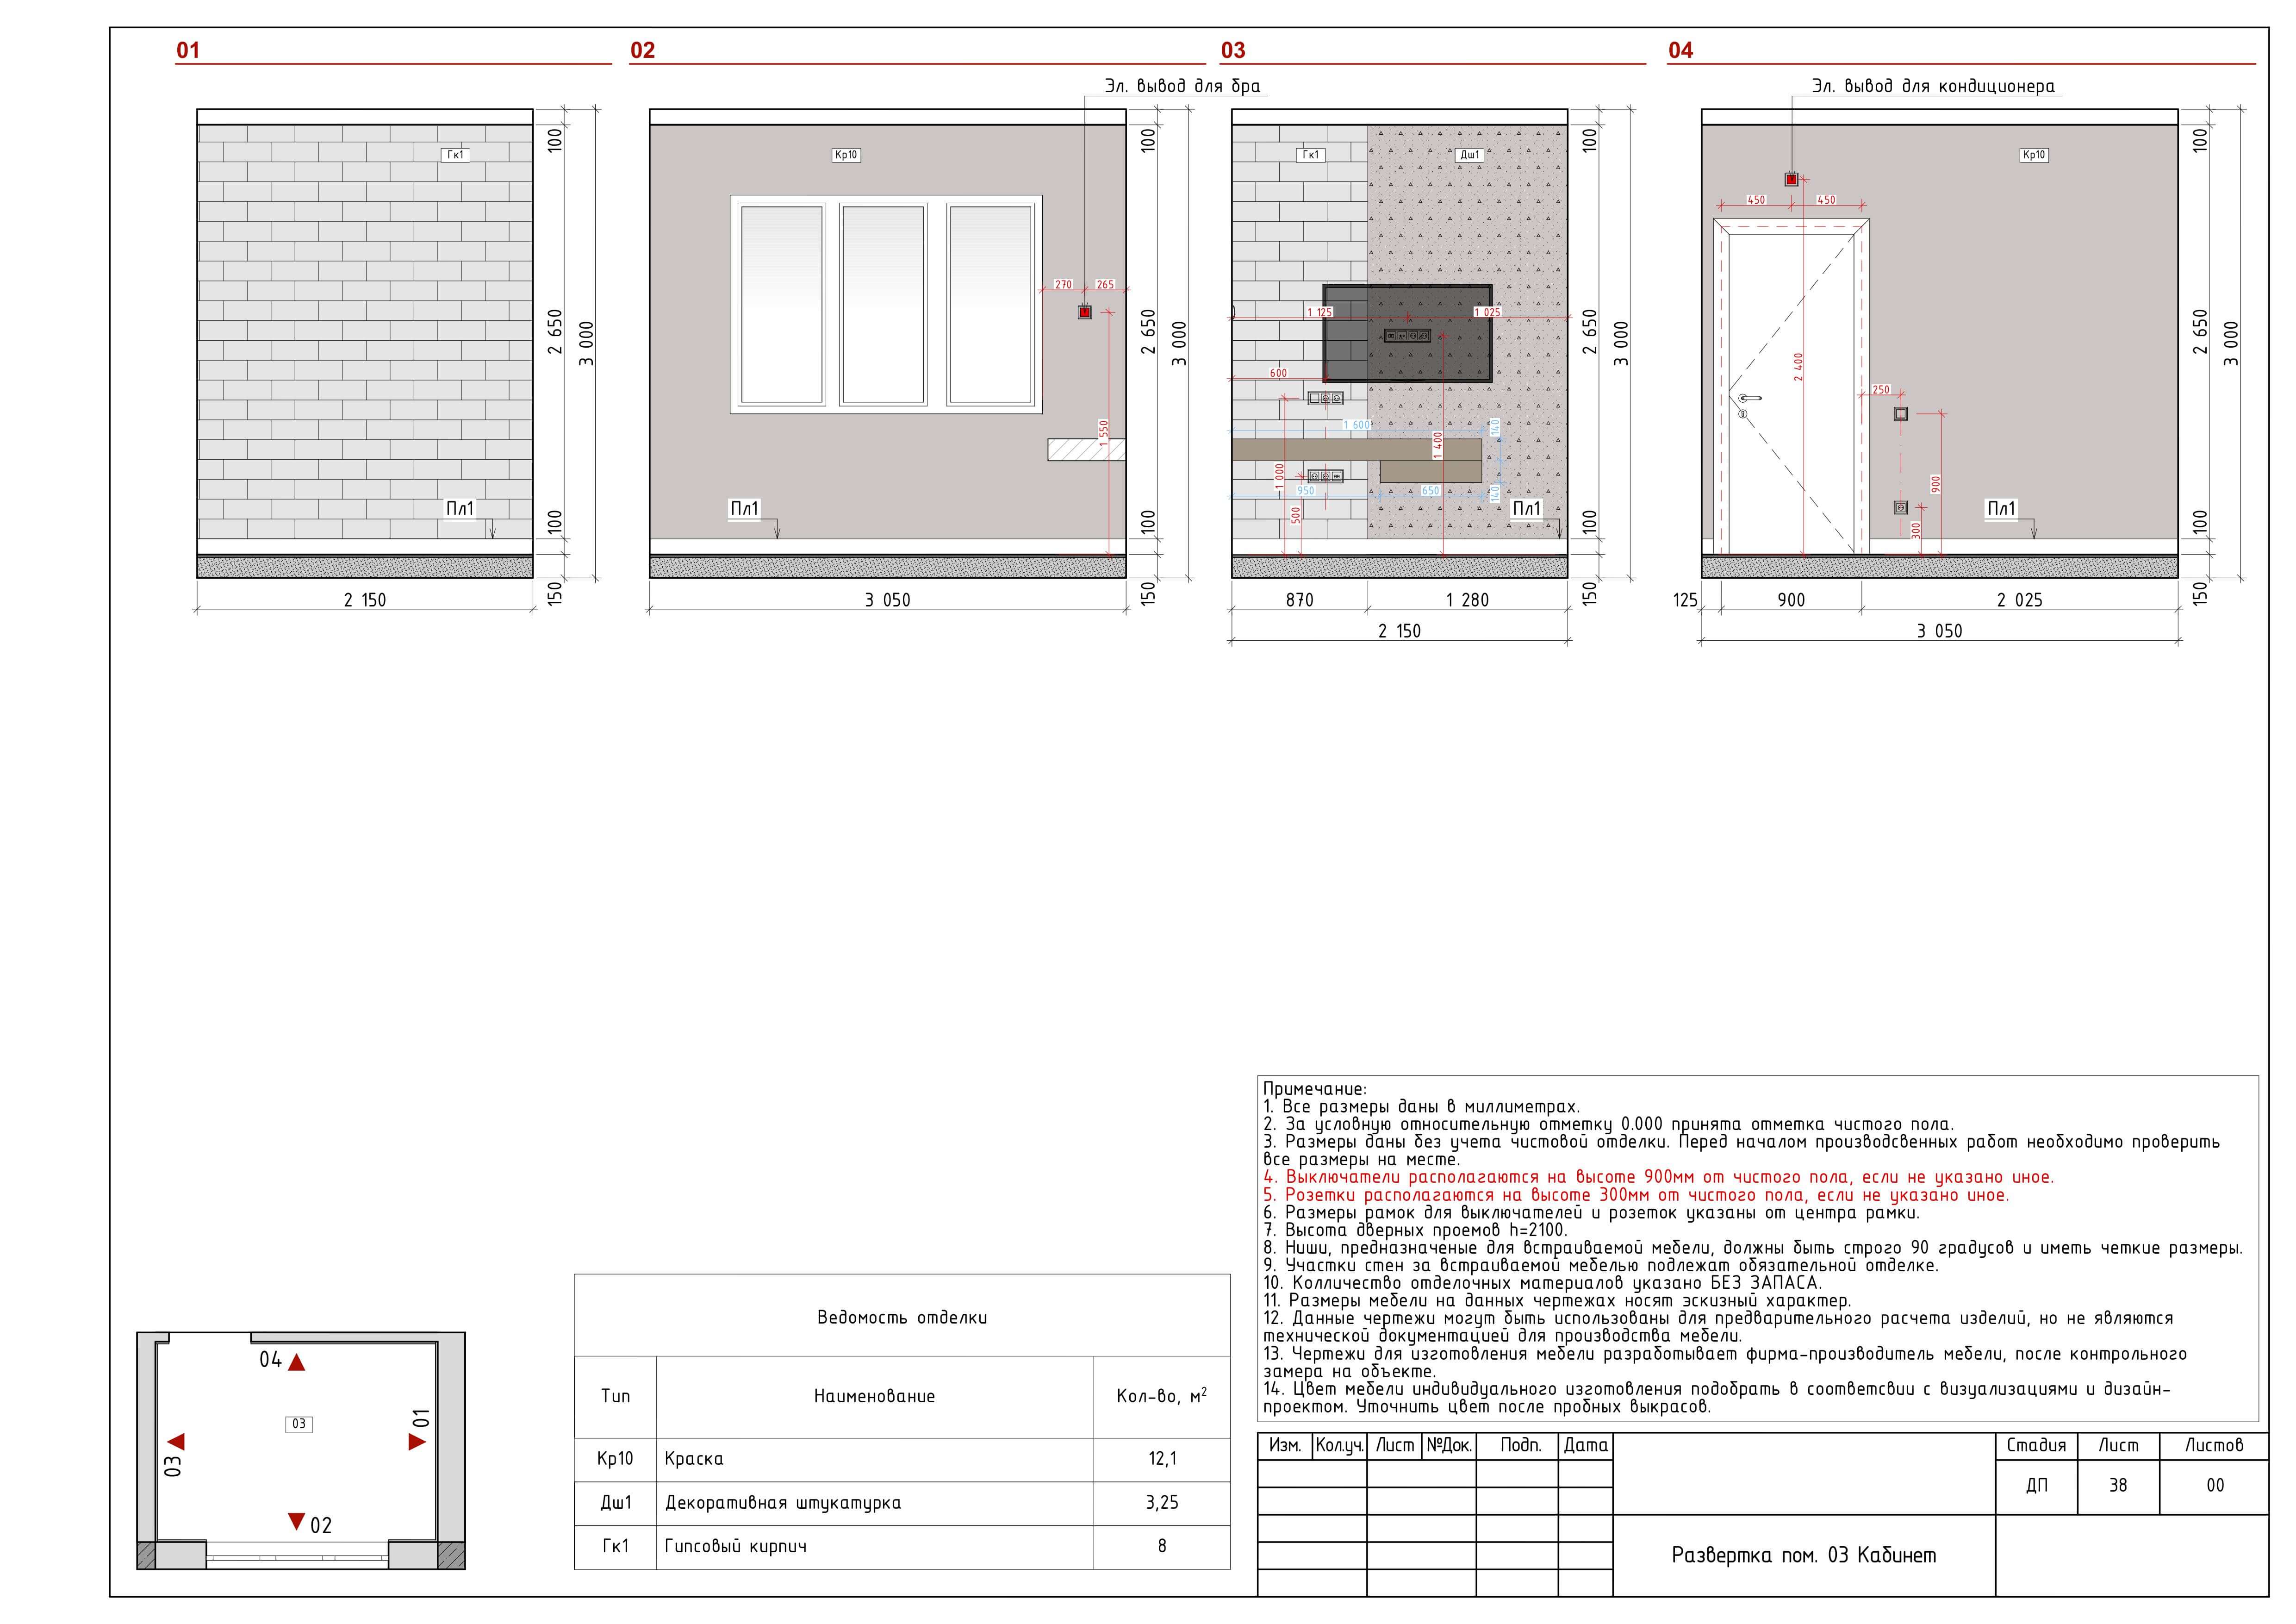 01
02
03
04
Эл. вывод для бра
Эл. вывод для кондиционера
Гк1
Пл1
100
2 650
100
150
3 000
2 150
Кр10
270
265
1 550
Пл1
100
2 650
100
150
3 000
3 050
Гк1
Дш1
1 125
1 025
600
1 600
140
1 400
1 000
950
650
140
500
Пл1
100
2 650
100
150
3 000
870
1 280
2 150
Кр10
450
450
2 400
250
900
300
Пл1
100
2 650
100
150
3 000
125
900
2 025
3 050
Примечание:
1. Все размеры даны в миллиметрах.
2. За условную относительную отметку 0.000 принята отметка чистого пола.
3. Размеры даны без учета чистовой отделки. Перед началом производсвенных работ необходимо проверить
все размеры на месте.
4. Выключатели располагаются на высоте 900мм от чистого пола, если не указано иное.
5. Розетки располагаются на высоте 300мм от чистого пола, если не указано иное.
6. Размеры рамок для выключателей и розеток указаны от центра рамки.
7. Высота дверных проемов h=2100.
8. Ниши, предназначеные для встраиваемой мебели, должны быть строго 90 градусов и иметь четкие размеры.
9. Участки стен за встраиваемой мебелью подлежат обязательной отделке.
10. Колличество отделочных материалов указано БЕЗ ЗАПАСА.
11. Размеры мебели на данных чертежах носят эскизный характер.
12. Данные чертежи могут быть использованы для предварительного расчета изделий, но не являются
технической документацией для производства мебели.
13. Чертежи для изготовления мебели разработывает фирма-производитель мебели, после контрольного
замера на объекте.
14. Цвет мебели индивидуального изготовления подобрать в соответсвии с визуализациями и дизайн-
проектом. Уточнить цвет после пробных выкрасов.
04
03
01
03
02
Ведомость отделки
Тип Наименование Кол-во, м²
Кр10 Краска 12,1
Дш1 Декоративная штукатурка 3,25
Гк1 Гипсовый кирпич 8
Изм. Кол.уч. Лист №Док. Подп. Дата
Стадия Лист Листов
ДП 38 00
Развертка пом. 03 Кабинет